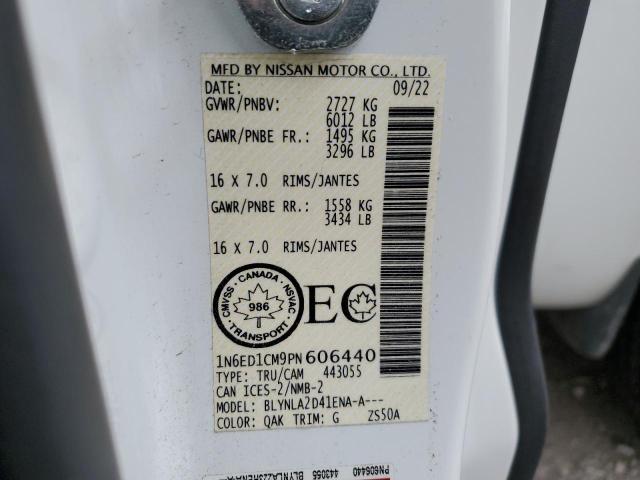 MFD BY NISSAN MOTOR CO., LTD.
DATE: 09/22
GVWR/PNBV: 2727 KG
6012 LB
GAWR/PNBE FR.: 1495 KG
3296 LB
16 X 7.0 RIMS/JANTES
GAWR/PNBE RR.: 1558 KG
3434 LB
16 X 7.0 RIMS/JANTES
CANADA
CMVSS NSVAC
986
TRANSPORT
EC
1N6ED1CM9PN606440
TYPE: TRU/CAM 443055
CAN ICES-2/NMB-2
MODEL: BLYNLA2D41ENA-A---
COLOR: QAK TRIM: G ZS50A
PN606440 443055